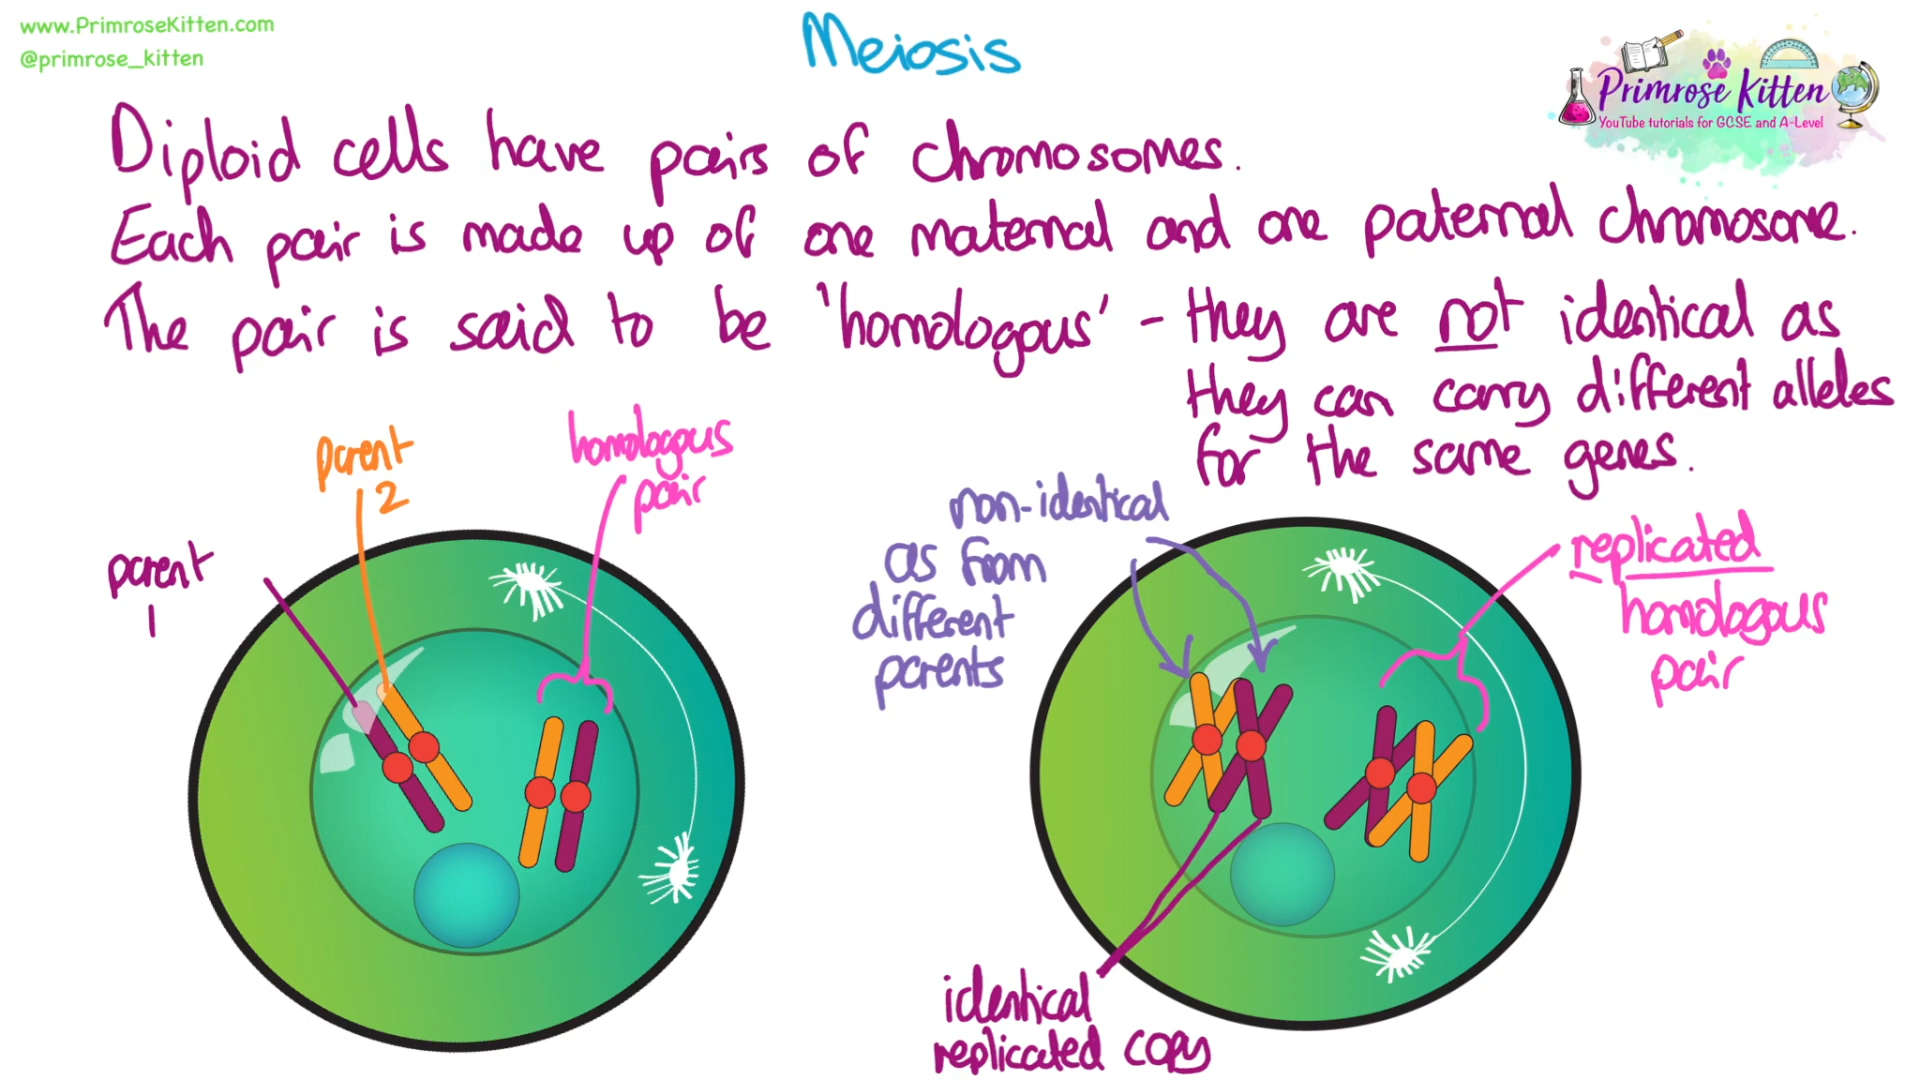 www.PrimroseKitten.com
@primrose_kitten
Meiosis
Primrose Kitten
YouTube tutorials for GCSE and A-Level
Diploid cells have pairs of chromosomes.
Each pair is made up of one maternal and one paternal chromosome.
The pair is said to be 'homologous' - they are not identical as
they can carry different alleles
for the same genes.
parent
1
parent
2
homologous
pair
non-identical
as from
different
parents
replicated
homologous
pair
identical
replicated copy